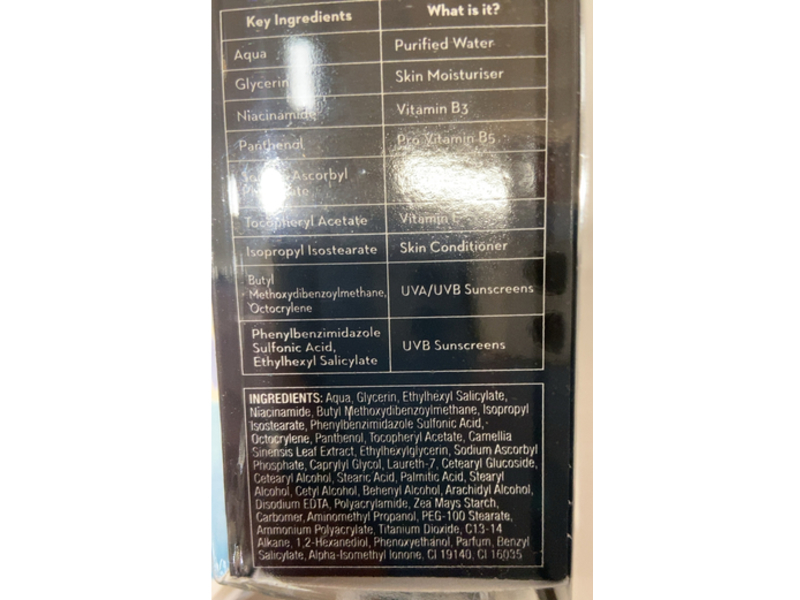 Key Ingredients What is it?
Aqua Purified Water
Glycerin Skin Moisturiser
Niacinamide Vitamin B3
Panthenol Pro Vitamin B5
Ascorbyl
Tocopheryl Acetate Vitamin
Isopropyl Isostearate Skin Conditioner
Butyl
Methoxydibenzoylmethane, UVA/UVB Sunscreens
Octocrylene
Phenylbenzimidazole
Sulfonic Acid, UVB Sunscreens
Ethylhexyl Salicylate
INGREDIENTS: Aqua, Glycerin, Ethylhexyl Salicylate,
Niacinamide, Butyl Methoxydibenzoylmethane, Isopropyl
Isostearate, Phenylbenzimidazole Sulfonic Acid,
Octocrylene, Panthenol, Tocopheryl Acetate, Camellia
Sinensis Leaf Extract, Ethylhexylglycerin, Sodium Ascorbyl
Phosphate, Caprylyl Glycol, Laureth-7, Cetearyl Glucoside,
Cetearyl Alcohol, Stearic Acid, Palmitic Acid, Stearyl
Alcohol, Cetyl Alcohol, Behenyl Alcohol, Arachidyl Alcohol,
Disodium EDTA, Polyacrylamide, Zea Mays Starch,
Carbomer, Aminomethyl Propanol, PEG-100 Stearate,
Ammonium Polyacrylate, Titanium Dioxide, C13-14
Alkane, 1,2-Hexanediol, Phenoxyethanol, Parfum, Benzyl
Salicylate, Alpha-Isomethyl Ionone, CI 19140, CI 16035